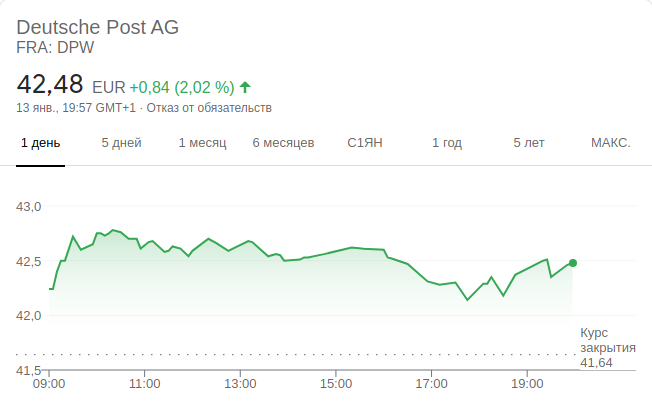 Deutsche Post AG
FRA: DPW
42,48 EUR +0,84 (2,02 %)
13 янв., 19:57 GMT+1 · Отказ от обязательств
1 день 5 дней 1 месяц 6 месяцев С1ЯН 1 год 5 лет МАКС.
43,0
42,5
42,0
Курс
закрытия
41,64
41,5
09:00 11:00 13:00 15:00 17:00 19:00